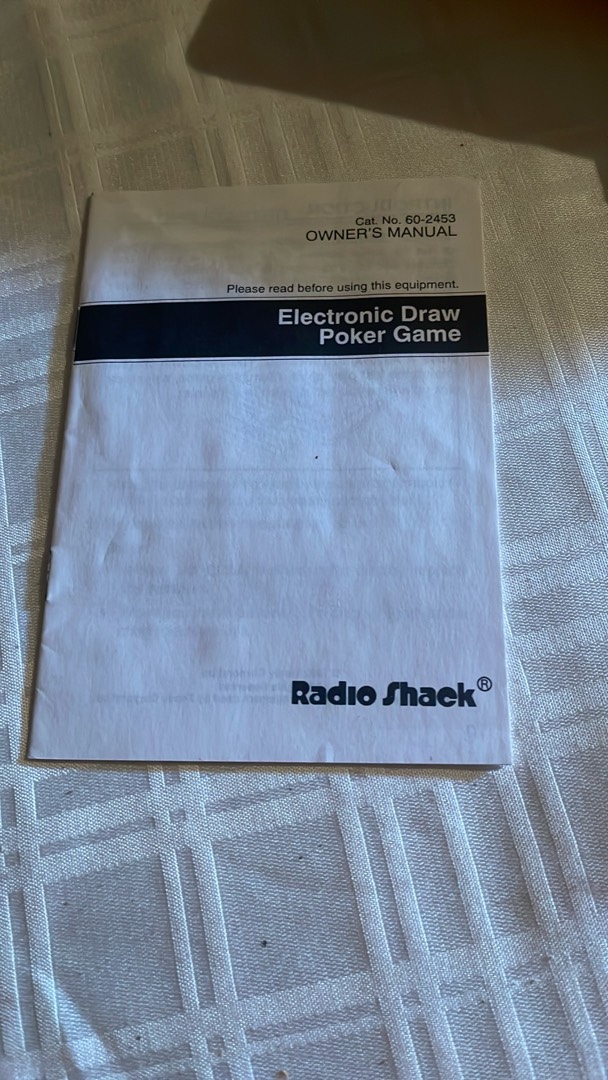 Cat. No. 60-2453
OWNER'S MANUAL
Please read before using this equipment.
Electronic Draw
Poker Game
Radio Shack®